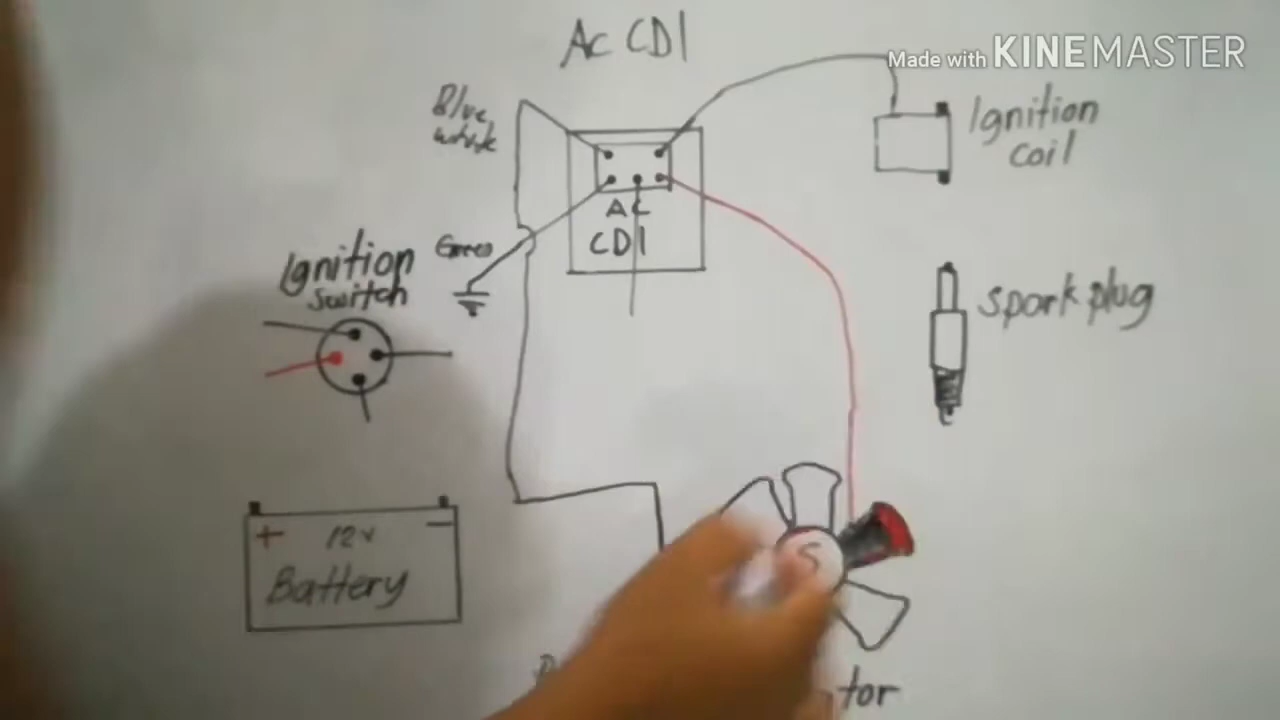 AC CDI
Made with KINEMASTER
Blue
white
Ignition
coil
AC
CDI
Green
Ignition
switch
Spark plug
+ 12v −
Battery
S
tor